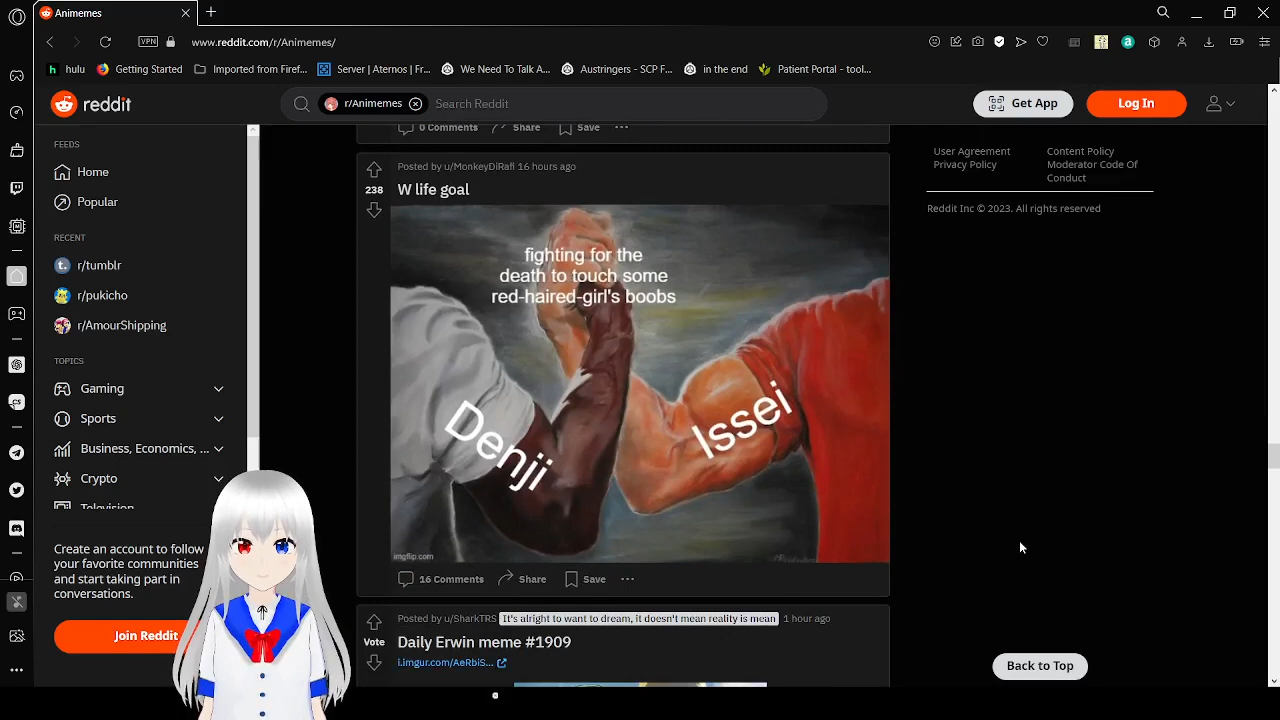 Animemes
VPN
www.reddit.com/r/Animemes/
hulu
Getting Started
Imported from Firef...
Server | Aternos | Fr...
We Need To Talk A...
Austringers - SCP F...
in the end
Patient Portal - tool...
reddit
r/Animemes
Search Reddit
Get App
Log In
FEEDS
Home
Popular
RECENT
r/tumblr
r/pukicho
r/AmourShipping
TOPICS
Gaming
Sports
Business, Economics, ...
Crypto
Television
Create an account to follow
your favorite communities
and start taking part in
conversations.
Join Reddit
0 Comments
Share
Save
Posted by u/MonkeyDiRafi 16 hours ago
238
W life goal
fighting for the
death to touch some
red-haired-girl's boobs
Denji
Issei
imgflip.com
16 Comments
Share
Save
Posted by u/SharkTRS It's alright to want to dream, it doesn't mean reality is mean 1 hour ago
Vote
Daily Erwin meme #1909
i.imgur.com/AeRbiS...
User Agreement
Privacy Policy
Content Policy
Moderator Code Of
Conduct
Reddit Inc © 2023. All rights reserved
Back to Top